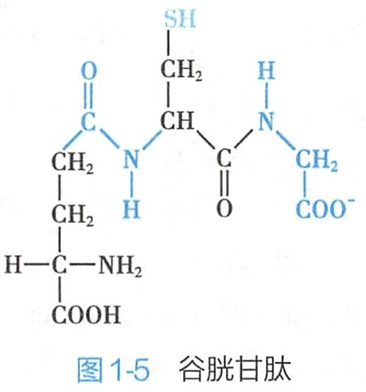 SH
O CH₂ H
C CH N
CH₂ N C CH₂
CH₂ H O COO⁻
H—C—NH₂
COOH
图1-5 谷胱甘肽